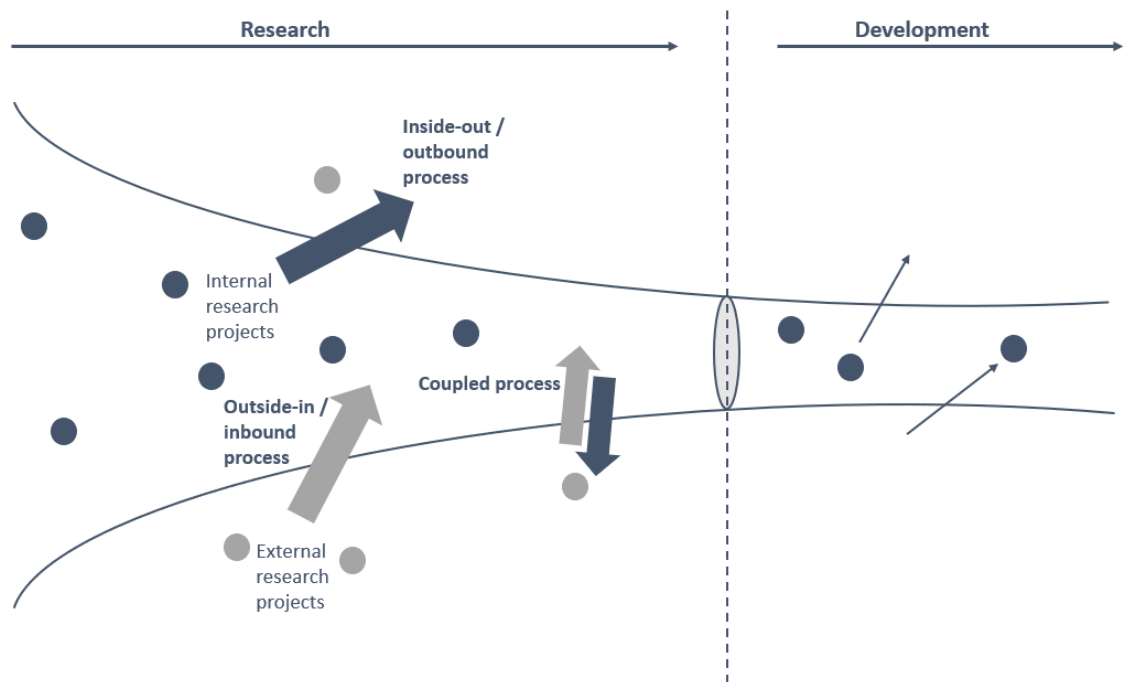 Research
Development
Inside-out /
outbound
process
Internal
research
projects
Coupled process
Outside-in /
inbound
process
External
research
projects